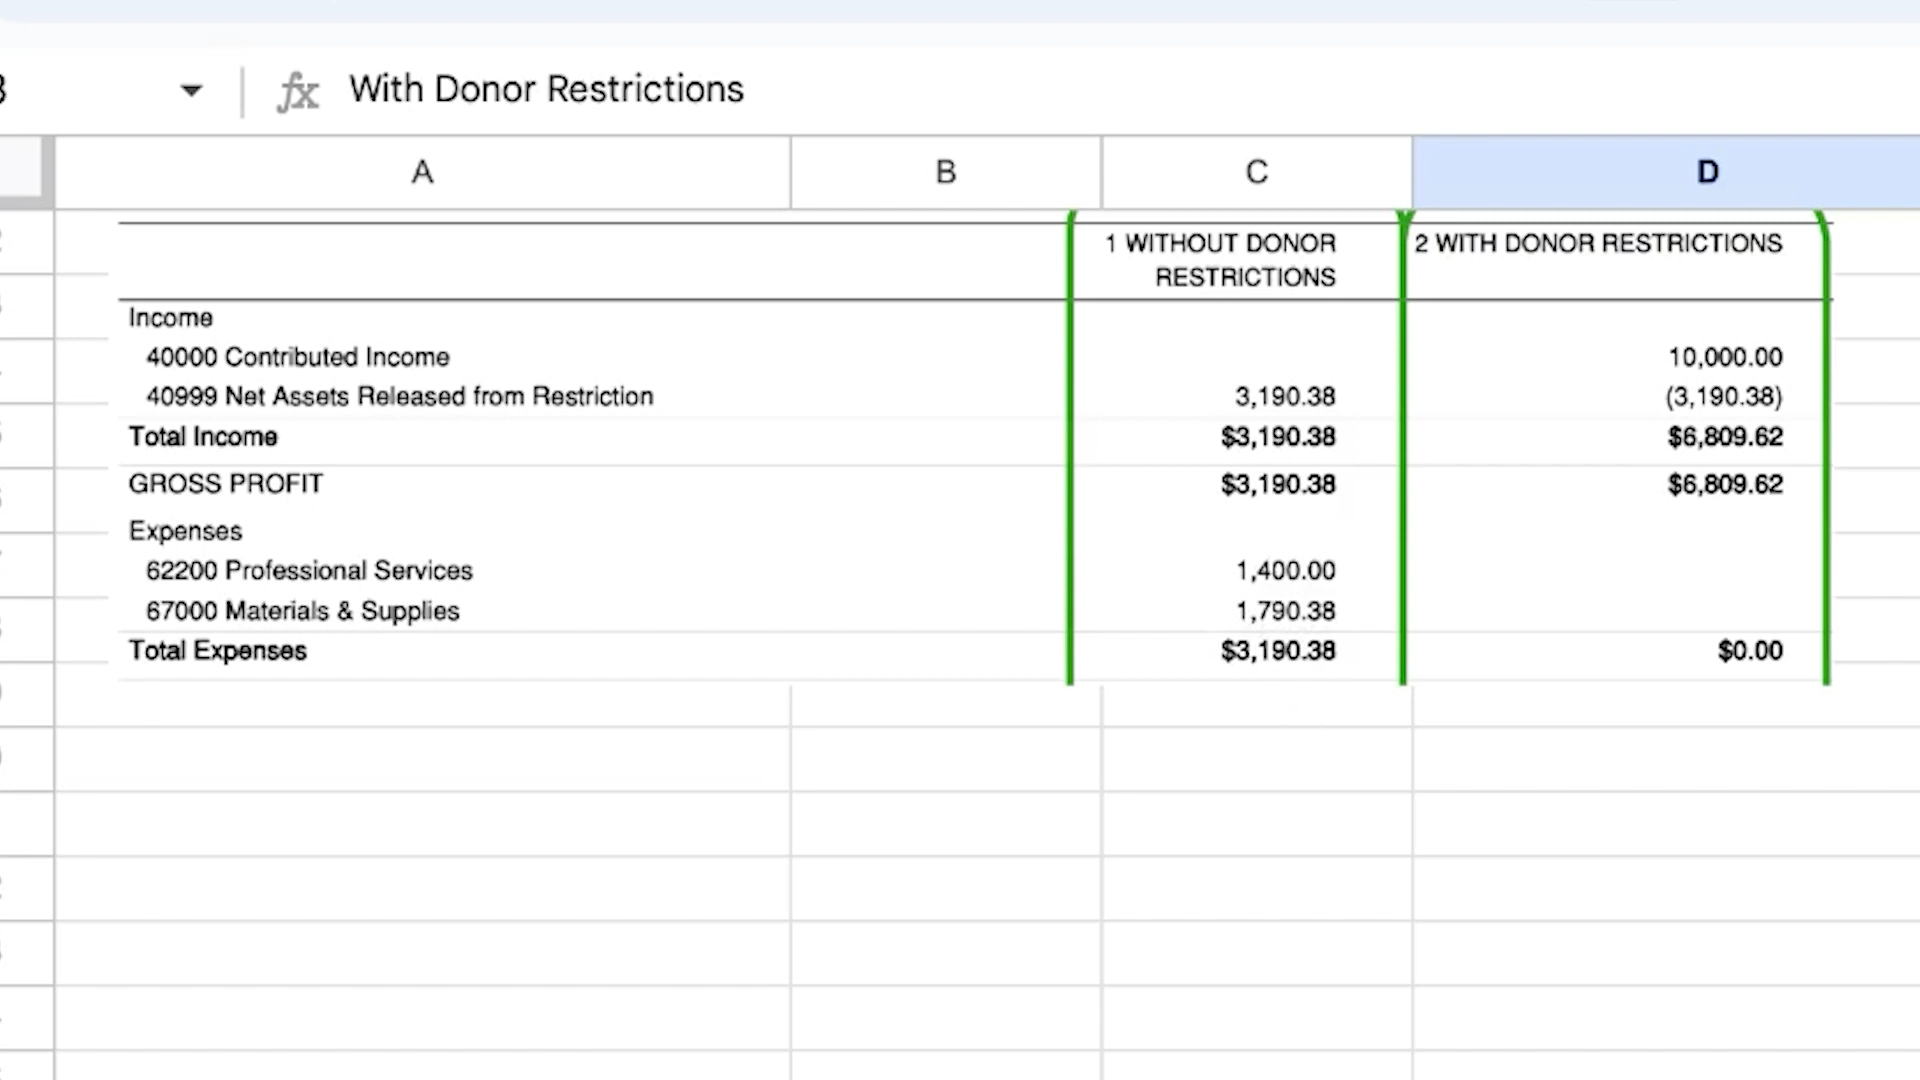 With Donor Restrictions
A B C D
1 WITHOUT DONOR 2 WITH DONOR RESTRICTIONS
RESTRICTIONS
Income
40000 Contributed Income 10,000.00
40999 Net Assets Released from Restriction 3,190.38 (3,190.38)
Total Income $3,190.38 $6,809.62
GROSS PROFIT $3,190.38 $6,809.62
Expenses
62200 Professional Services 1,400.00
67000 Materials & Supplies 1,790.38
Total Expenses $3,190.38 $0.00